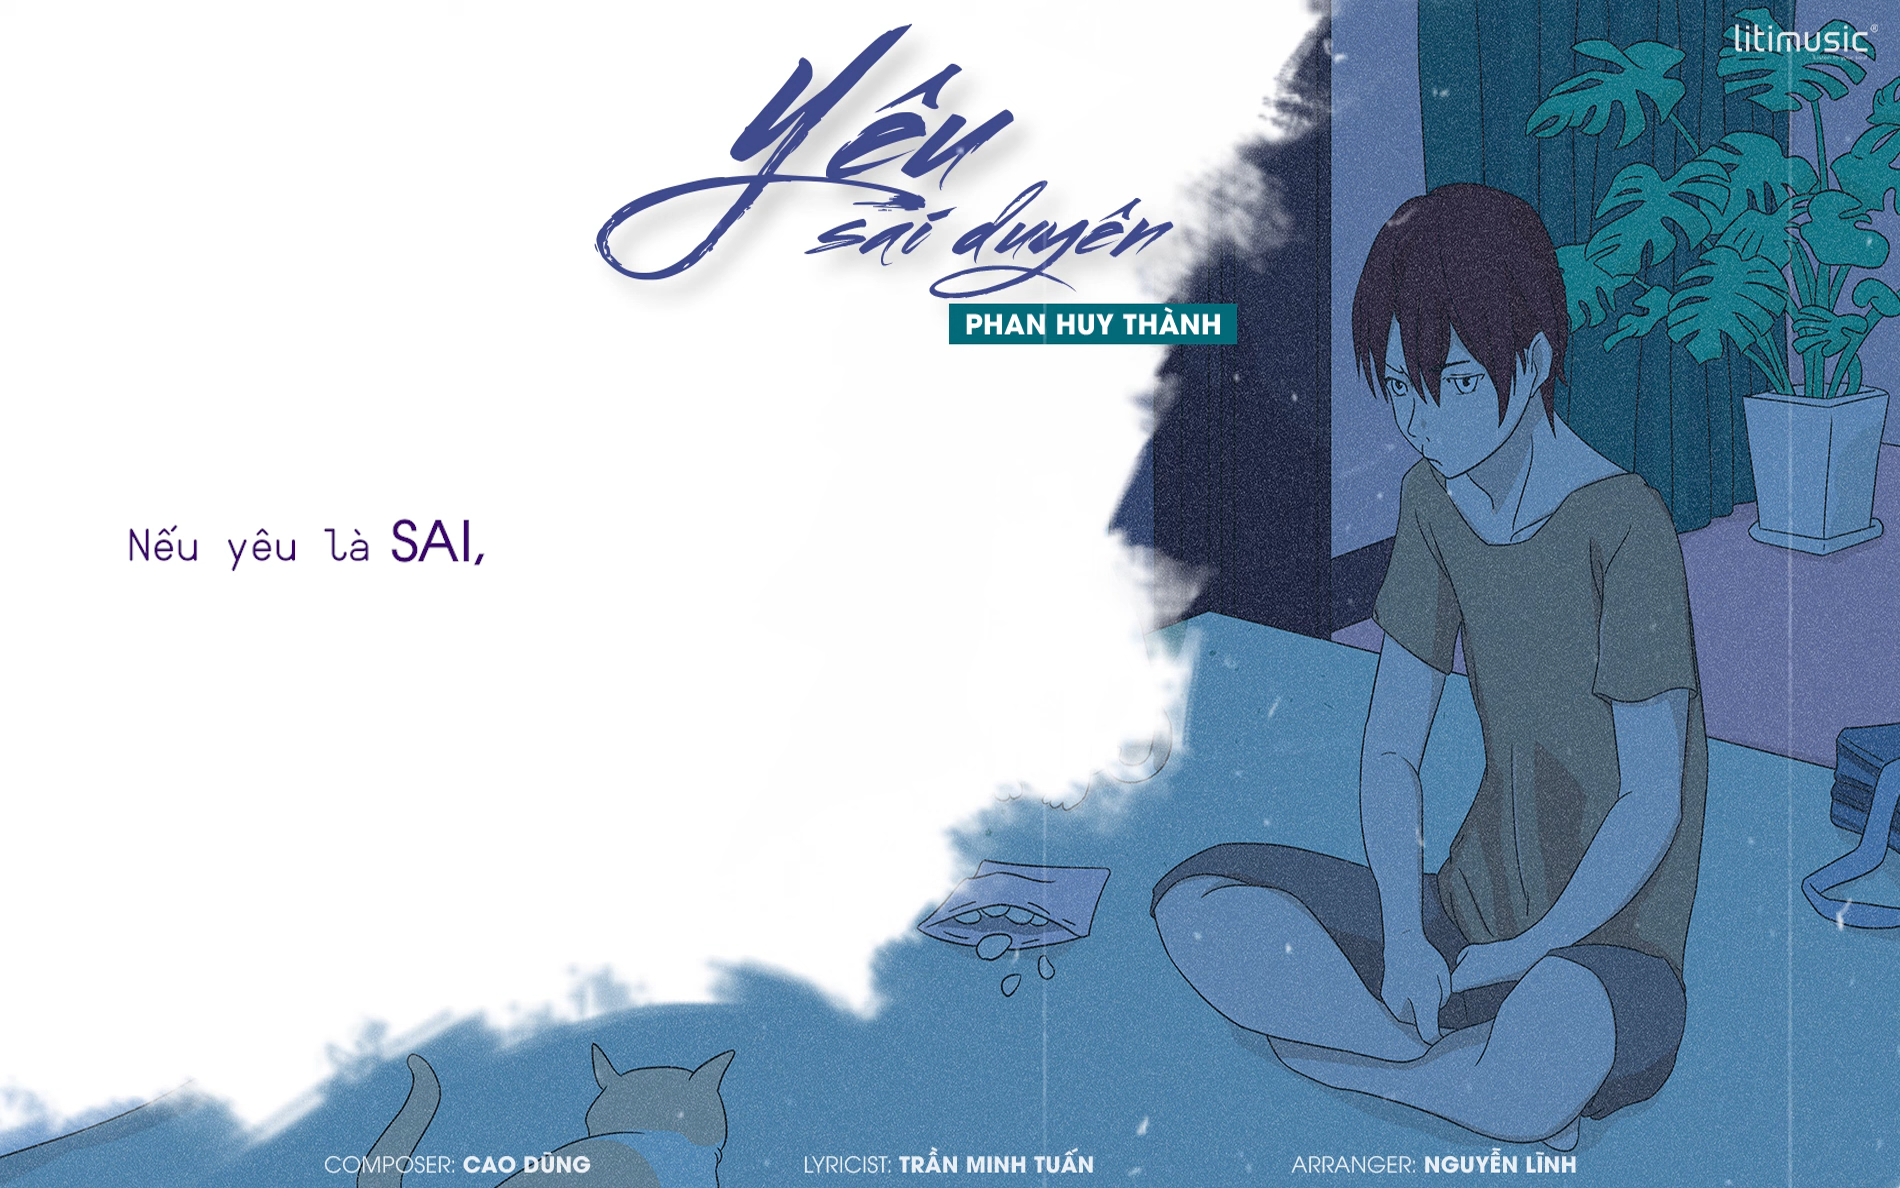 litimusic
Yêu
sai duyên
PHAN HUY THÀNH
Nếu yêu là SAI,
COMPOSER: CAO DŨNG
LYRICIST: TRẦN MINH TUẤN
ARRANGER: NGUYỄN LĨNH